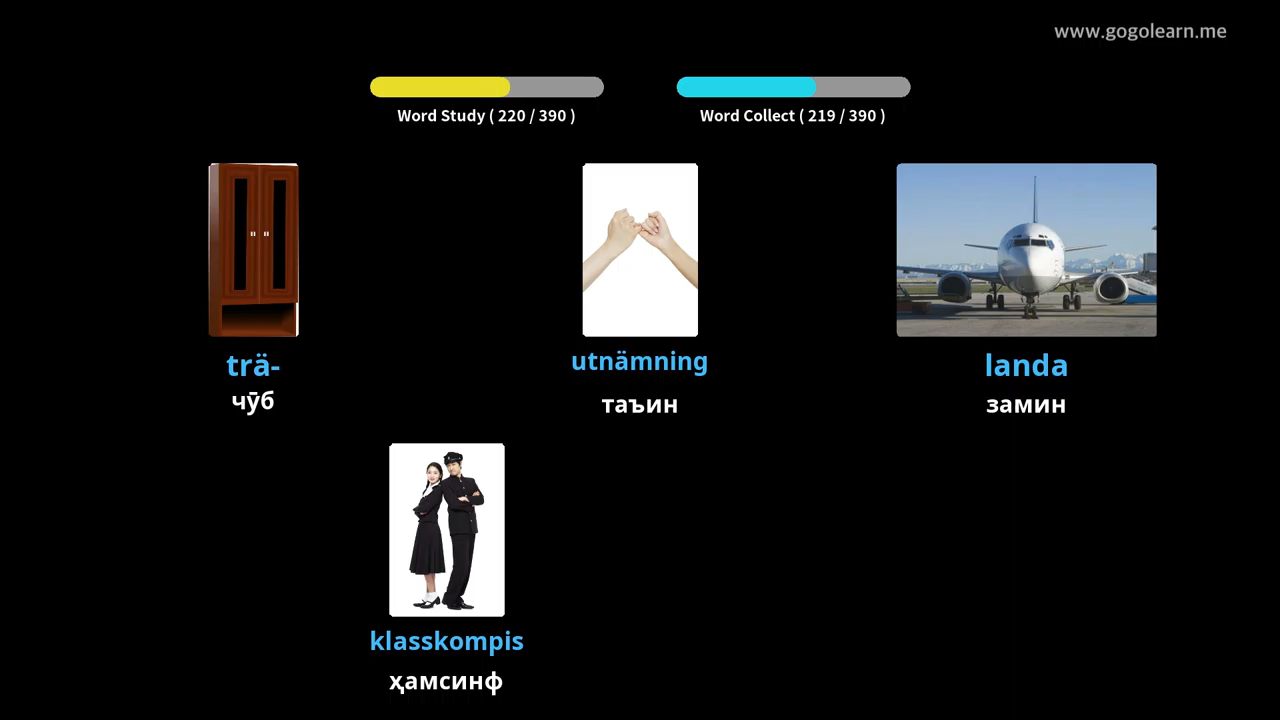 www.gogolearn.me
Word Study ( 220 / 390 )
Word Collect ( 219 / 390 )
trä-
чӯб
utnämning
таъин
landa
замин
klasskompis
ҳамсинф